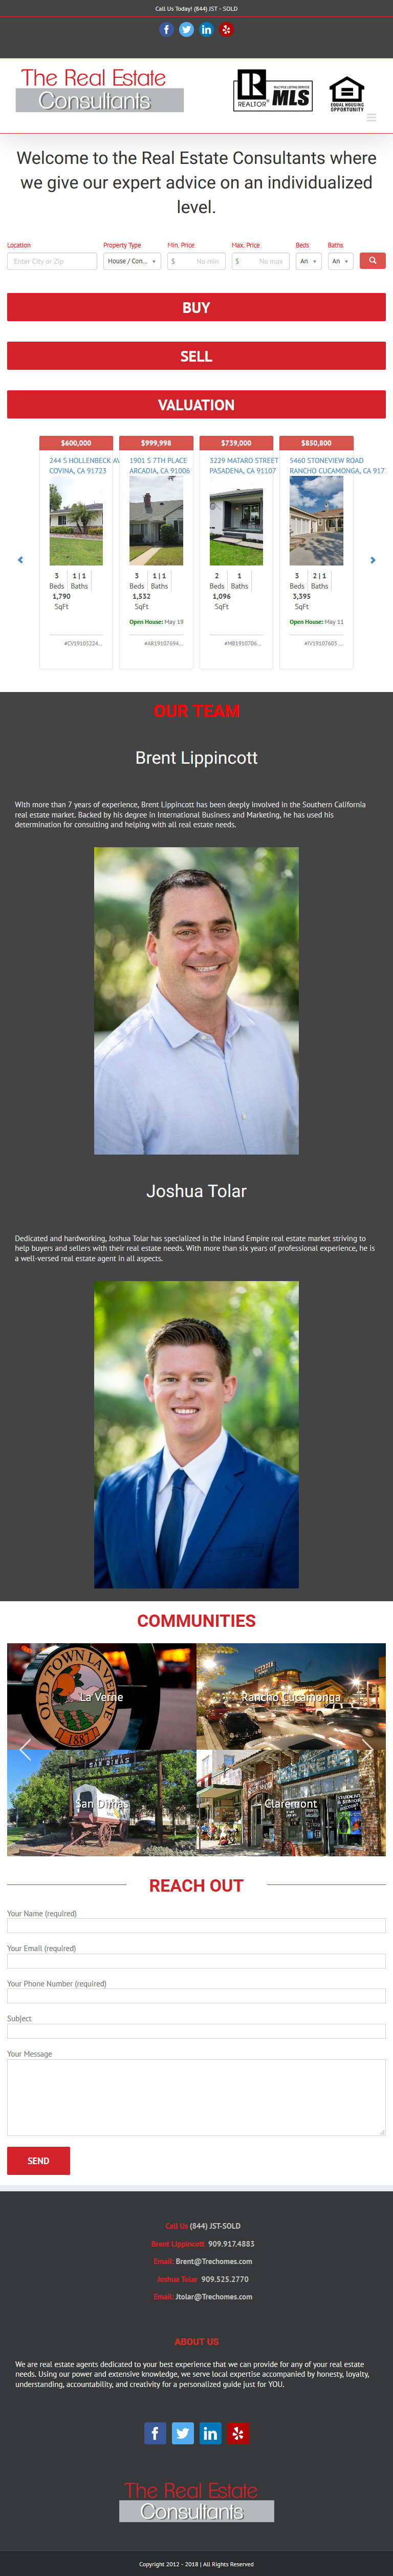 Call Us Today! (844) JST - SOLD
The Real Estate
Consultants
REALTOR® MULTIPLE LISTING SERVICE MLS EQUAL HOUSING OPPORTUNITY
Welcome to the Real Estate Consultants where
we give our expert advice on an individualized
level.
Location Property Type Min. Price Max. Price Beds Baths
Enter City or Zip House / Con... $ No min $ No max An An
BUY
SELL
VALUATION
$600,000 $999,998 $739,000 $850,800
244 S HOLLENBECK AV 1901 S 7TH PLACE 3229 MATARO STREET 5460 STONEVIEW ROAD
COVINA, CA 91723 ARCADIA, CA 91006 PASADENA, CA 91107 RANCHO CUCAMONGA, CA 917
3 1 | 1 3 1 | 1 2 1 3 2 | 1
Beds Baths Beds Baths Beds Baths Beds Baths
1,790 1,532 1,096 3,395
SqFt SqFt SqFt SqFt
Open House: May 19 Open House: May 11
#CV19105224... #AR19107694... #MB1910706... #IV19107603 ...
OUR TEAM
Brent Lippincott
With more than 7 years of experience, Brent Lippincott has been deeply involved in the Southern California
real estate market. Backed by his degree in International Business and Marketing, he has used his
determination for consulting and helping with all real estate needs.
Joshua Tolar
Dedicated and hardworking, Joshua Tolar has specialized in the Inland Empire real estate market striving to
help buyers and sellers with their real estate needs. With more than six years of professional experience, he is
a well-versed real estate agent in all aspects.
COMMUNITIES
OLD TOWN LA VERNE
1887
La Verne Rancho Cucamonga
SAN DIMAS
San Dimas Claremont
REACH OUT
Your Name (required)
Your Email (required)
Your Phone Number (required)
Subject
Your Message
SEND
Call Us (844) JST-SOLD
Brent Lippincott 909.917.4883
Email: Brent@Trechomes.com
Joshua Tolar 909.525.2770
Email: Jtolar@Trechomes.com
ABOUT US
We are real estate agents dedicated to your best experience that we can provide for any of your real estate
needs. Using our power and extensive knowledge, we serve local expertise accompanied by honesty, loyalty,
understanding, accountability, and creativity for a personalized guide just for YOU.
The Real Estate
Consultants
Copyright 2012 - 2018 | All Rights Reserved